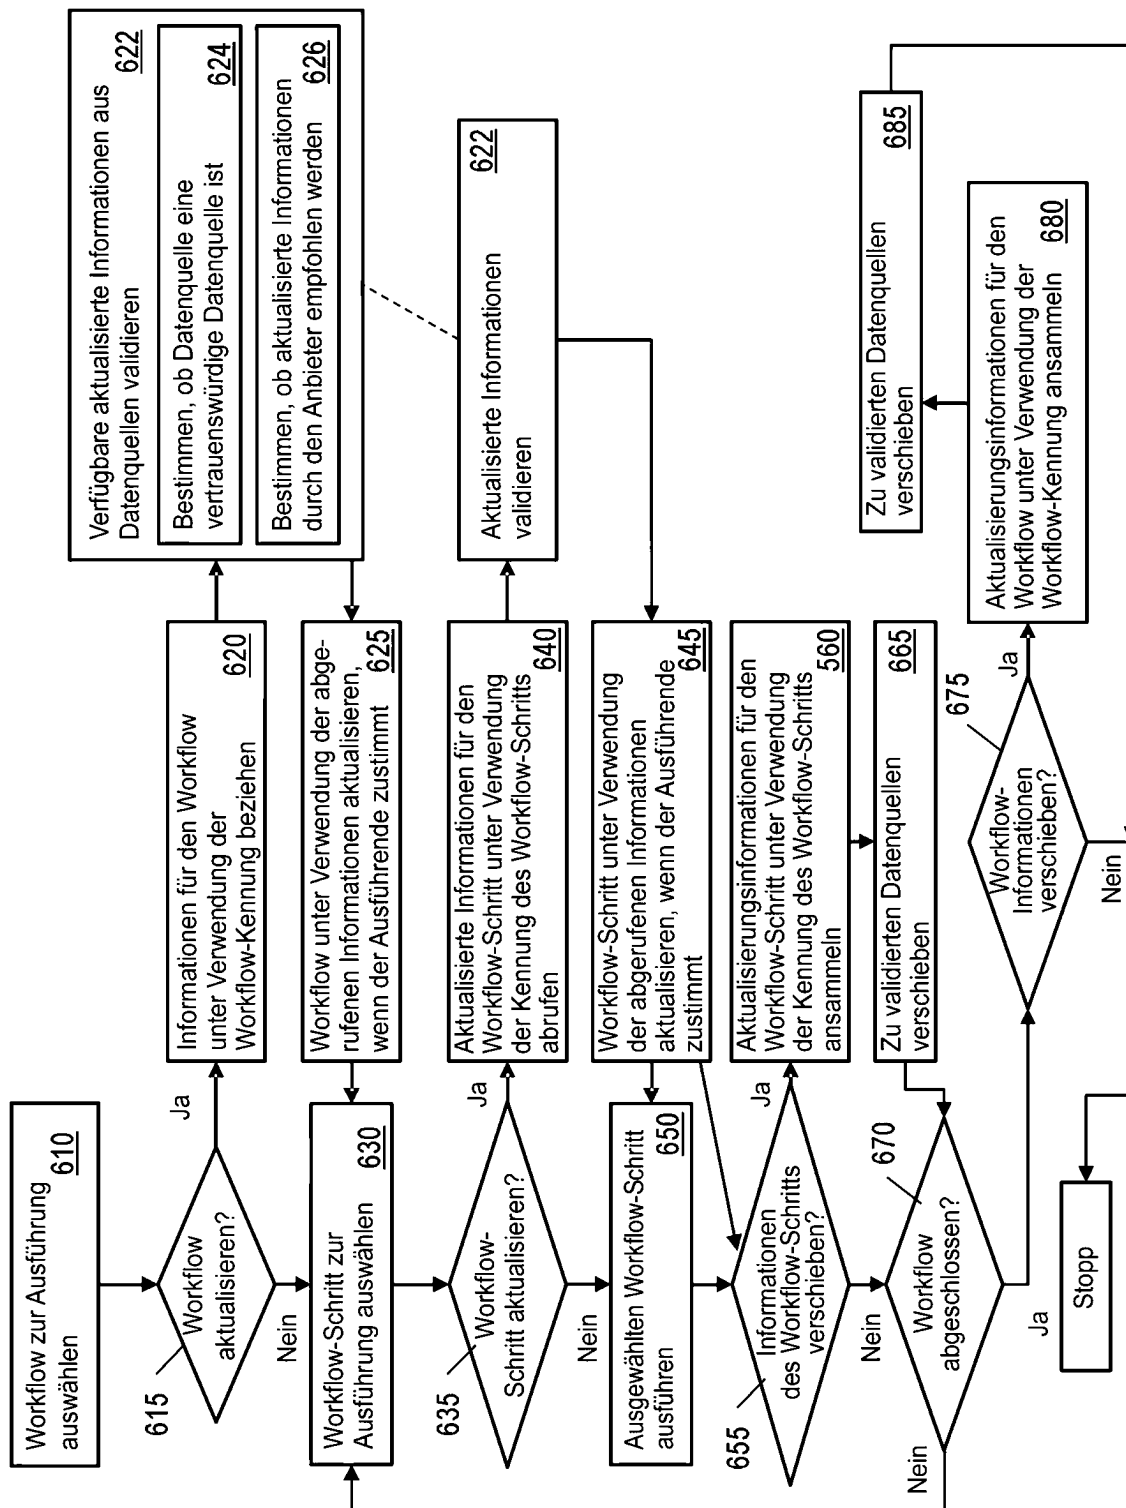 Workflow zur Ausführung
auswählen
610
615
Workflow
aktualisieren?
Ja
Nein
Informationen für den Workflow
unter Verwendung der
Workflow-Kennung beziehen
620
Verfügbare aktualisierte Informationen aus
Datenquellen validieren
622
Bestimmen, ob Datenquelle eine
vertrauenswürdige Datenquelle ist
624
Bestimmen, ob aktualisierte Informationen
durch den Anbieter empfohlen werden
626
Workflow unter Verwendung der abge-
rufenen Informationen aktualisieren,
wenn der Ausführende zustimmt
625
Workflow-Schritt zur
Ausführung auswählen
630
635
Workflow-
Schritt aktualisieren?
Ja
Nein
Aktualisierte Informationen für den
Workflow-Schritt unter Verwendung
der Kennung des Workflow-Schritts
abrufen
640
Aktualisierte Informationen
validieren
622
Workflow-Schritt unter Verwendung
der abgerufenen Informationen
aktualisieren, wenn der Ausführende
zustimmt
645
Ausgewählten Workflow-Schritt
ausführen
650
655
Informationen
des Workflow-Schritts
verschieben?
Ja
Nein
Aktualisierungsinformationen für den
Workflow-Schritt unter Verwendung
der Kennung des Workflow-Schritts
ansammeln
560
Zu validierten Datenquellen
verschieben
665
670
Workflow
abgeschlossen?
Nein
Ja
675
Workflow-
Informationen
verschieben?
Ja
Nein
Aktualisierungsinformationen für den
Workflow unter Verwendung der
Workflow-Kennung ansammeln
680
Zu validierten Datenquellen
verschieben
685
Stopp